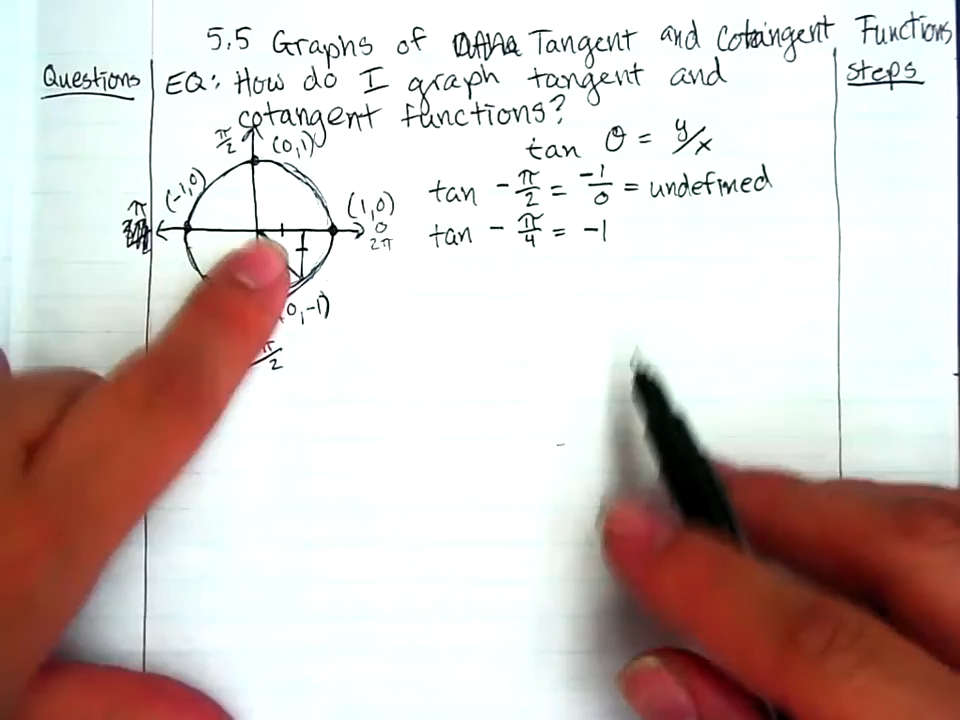 5.5 Graphs of Tangent and Cotangent Functions
Questions
EQ: How do I graph tangent and
cotangent functions?
steps
π/2
(0,1)
(-1,0)
π
(1,0)
0
2π
(0,-1)
π/2
tan θ = y/x
tan - π/2 = -1/0 = undefined
tan - π/4 = -1